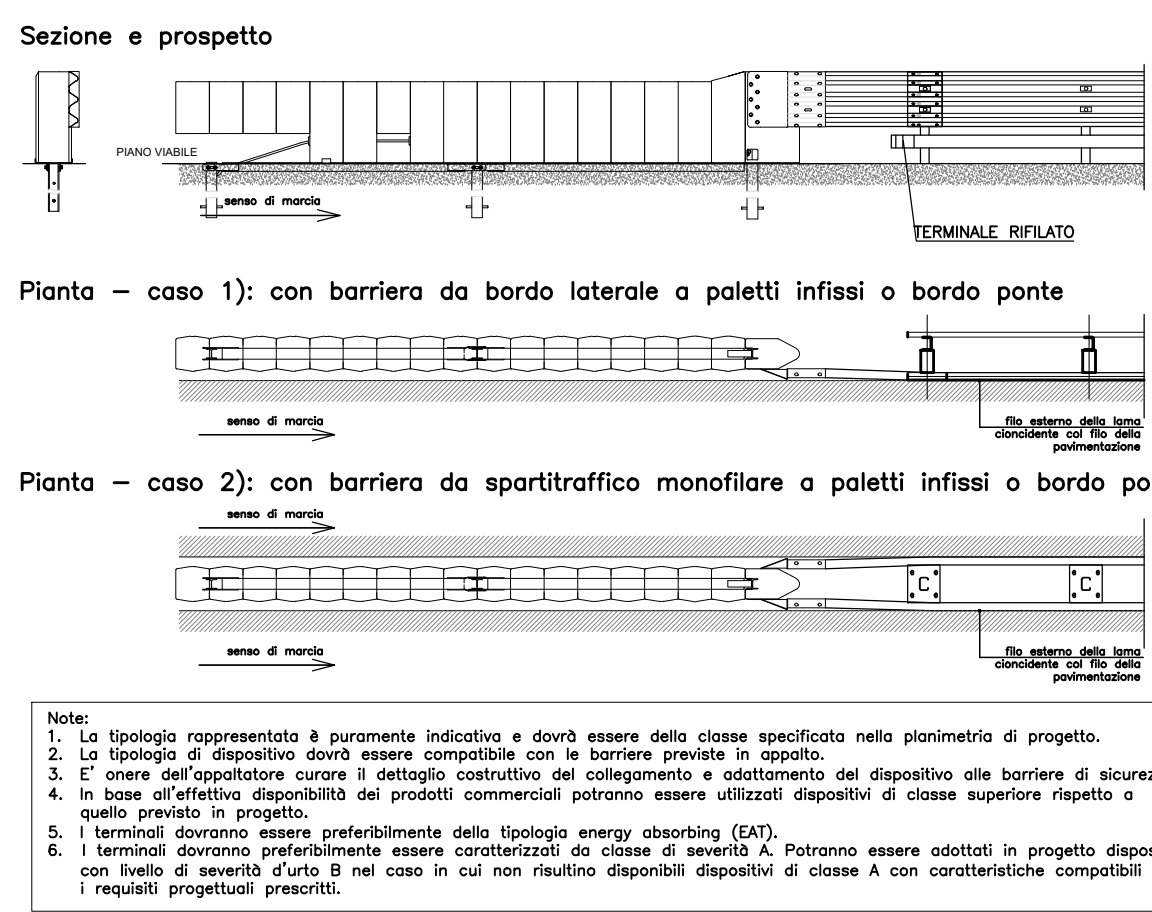 Sezione e prospetto
PIANO VIABILE
senso di marcia
TERMINALE RIFILATO
Pianta – caso 1): con barriera da bordo laterale a paletti infissi o bordo ponte
senso di marcia
filo esterno della lama
cioncidente col filo della
pavimentazione
Pianta – caso 2): con barriera da spartitraffico monofilare a paletti infissi o bordo po
senso di marcia
C
C
senso di marcia
filo esterno della lama
cioncidente col filo della
pavimentazione
Note:
1. La tipologia rappresentata è puramente indicativa e dovrà essere della classe specificata nella planimetria di progetto.
2. La tipologia di dispositivo dovrà essere compatibile con le barriere previste in appalto.
3. E' onere dell'appaltatore curare il dettaglio costruttivo del collegamento e adattamento del dispositivo alle barriere di sicurez
4. In base all'effettiva disponibilità dei prodotti commerciali potranno essere utilizzati dispositivi di classe superiore rispetto a
quello previsto in progetto.
5. I terminali dovranno essere preferibilmente della tipologia energy absorbing (EAT).
6. I terminali dovranno preferibilmente essere caratterizzati da classe di severità A. Potranno essere adottati in progetto dispos
con livello di severità d'urto B nel caso in cui non risultino disponibili dispositivi di classe A con caratteristiche compatibili
i requisiti progettuali prescritti.